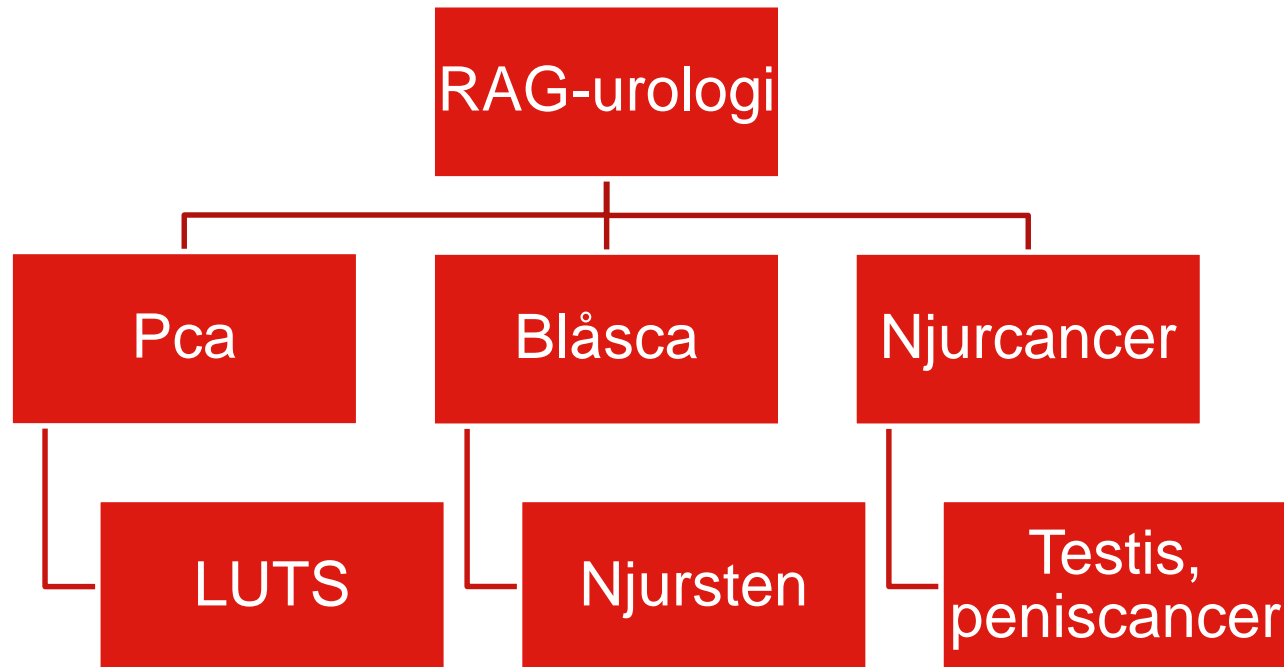 RAG-urologi
Pca
Blåsca
Njurcancer
LUTS
Njursten
Testis,
peniscancer